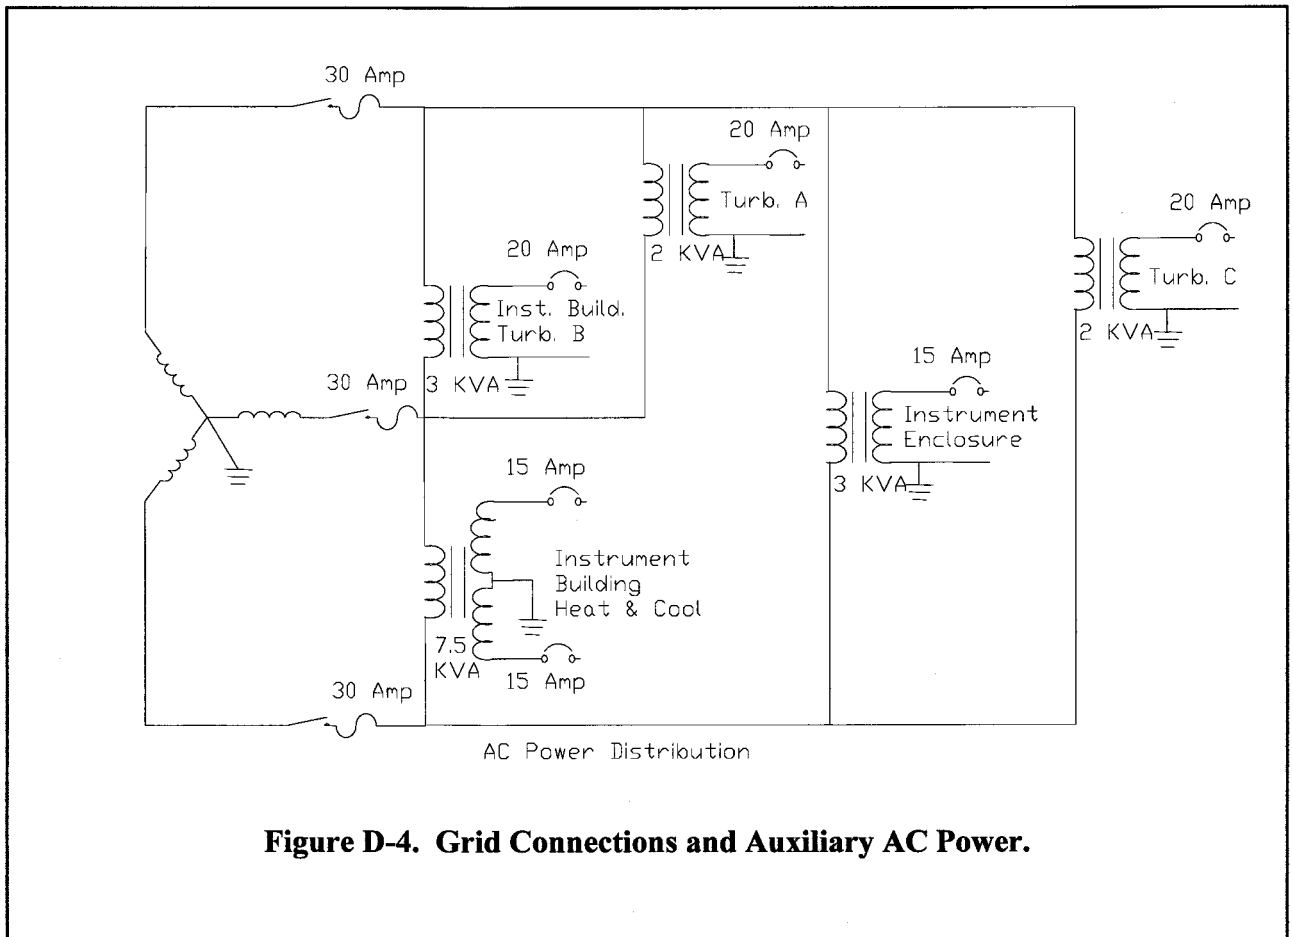 30 Amp
20 Amp
Turb. A
2 KVA
20 Amp
Turb. C
2 KVA
20 Amp
Inst. Build.
Turb. B
3 KVA
30 Amp
15 Amp
Instrument
Enclosure
3 KVA
15 Amp
Instrument
Building
Heat & Cool
7.5
KVA
15 Amp
30 Amp
AC Power Distribution
Figure D-4. Grid Connections and Auxiliary AC Power.